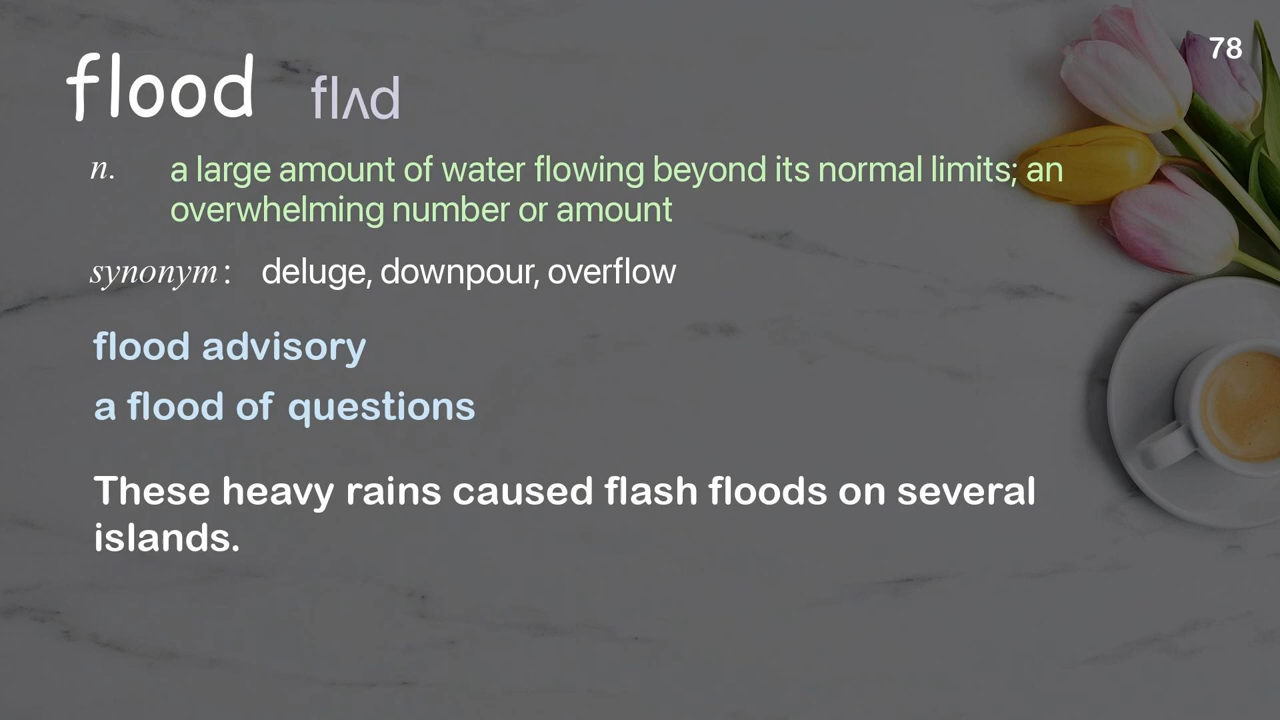 78
flood flʌd
n. a large amount of water flowing beyond its normal limits; an
overwhelming number or amount
synonym: deluge, downpour, overflow
flood advisory
a flood of questions
These heavy rains caused flash floods on several
islands.